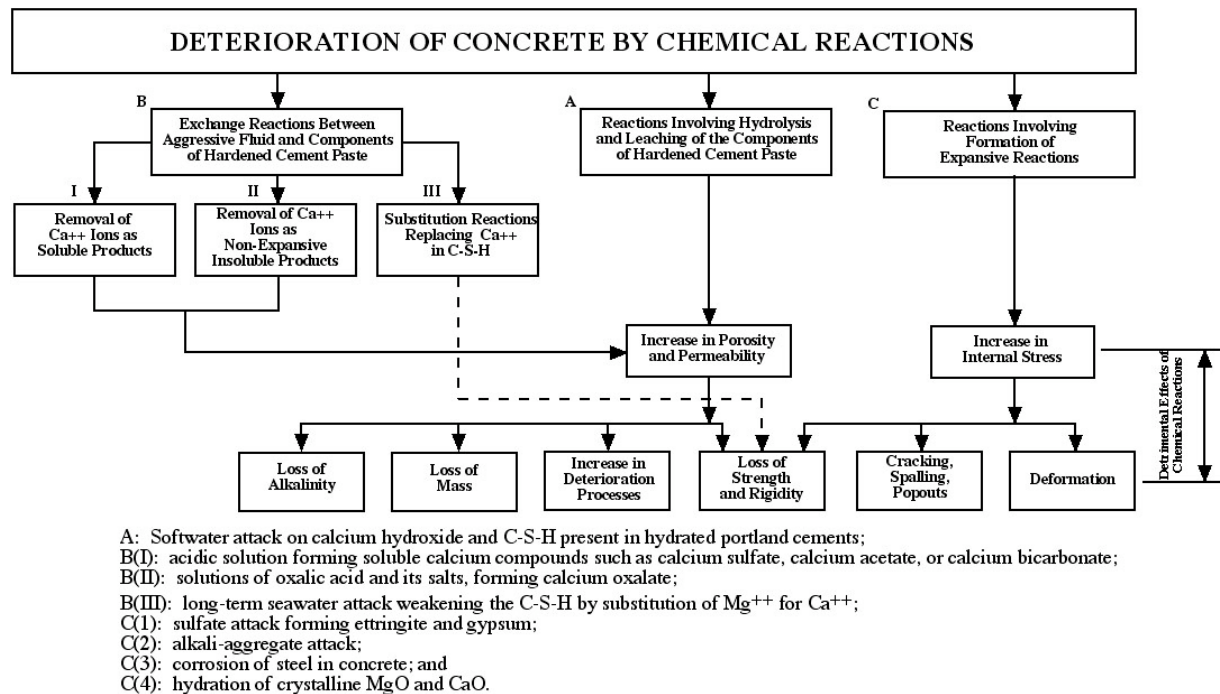 DETERIORATION OF CONCRETE BY CHEMICAL REACTIONS
B
Exchange Reactions Between
Aggressive Fluid and Components
of Hardened Cement Paste
A
Reactions Involving Hydrolysis
and Leaching of the Components
of Hardened Cement Paste
C
Reactions Involving
Formation of
Expansive Reactions
I
Removal of
Ca++ Ions as
Soluble Products
II
Removal of Ca++
Ions as
Non-Expansive
Insoluble Products
III
Substitution Reactions
Replacing Ca++
in C-S-H
Increase in Porosity
and Permeability
Increase in
Internal Stress
Detrimental Effects of
Chemical Reactions
Loss of
Alkalinity
Loss of
Mass
Increase in
Deterioration
Processes
Loss of
Strength
and Rigidity
Cracking,
Spalling,
Popouts
Deformation
A: Softwater attack on calcium hydroxide and C-S-H present in hydrated portland cements;
B(I): acidic solution forming soluble calcium compounds such as calcium sulfate, calcium acetate, or calcium bicarbonate;
B(II): solutions of oxalic acid and its salts, forming calcium oxalate;
B(III): long-term seawater attack weakening the C-S-H by substitution of Mg++ for Ca++;
C(1): sulfate attack forming ettringite and gypsum;
C(2): alkali-aggregate attack;
C(3): corrosion of steel in concrete; and
C(4): hydration of crystalline MgO and CaO.